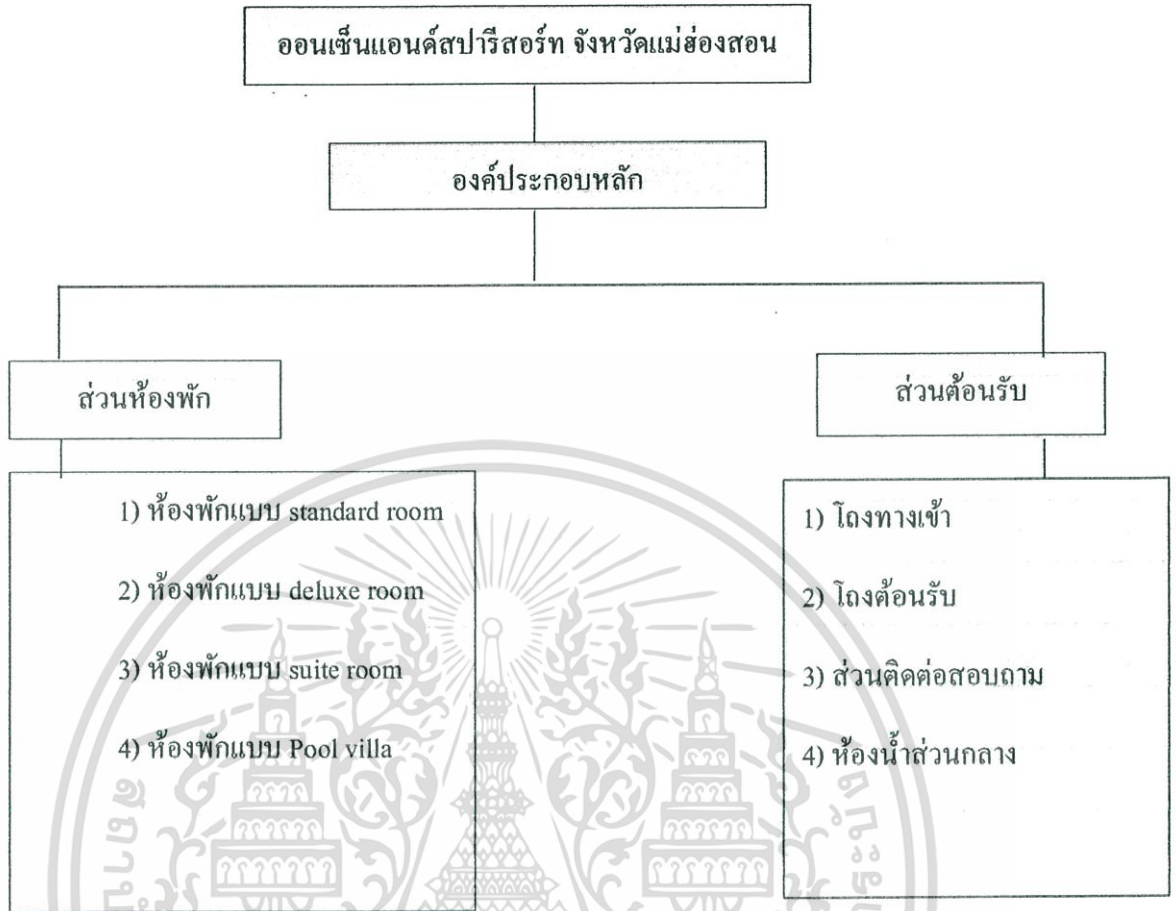 ออนเซ็นแอนด์สปารีสอร์ท จังหวัดแม่ฮ่องสอน
องค์ประกอบหลัก
ส่วนห้องพัก
ส่วนต้อนรับ
1) ห้องพักแบบ standard room
2) ห้องพักแบบ deluxe room
3) ห้องพักแบบ suite room
4) ห้องพักแบบ Pool villa
1) โถงทางเข้า
2) โถงต้อนรับ
3) ส่วนติดต่อสอบถาม
4) ห้องน้ำส่วนกลาง